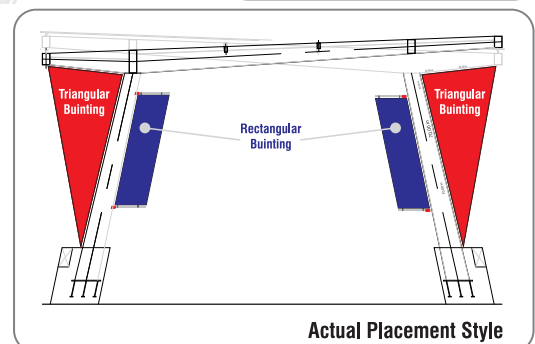 Triangular
Buinting
Triangular
Buinting
Rectangular
Buinting
Actual Placement Style